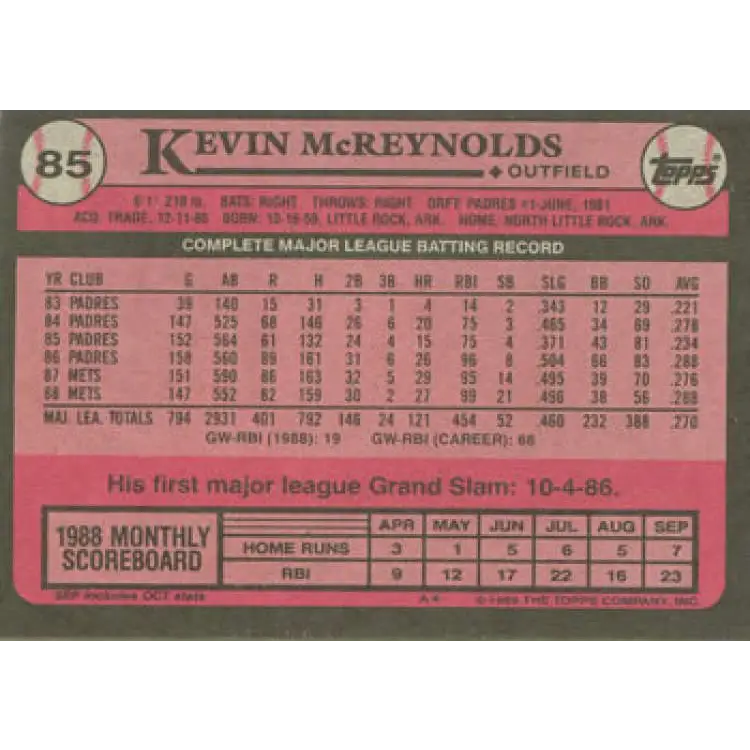 85
KEVIN McREYNOLDS
OUTFIELD
TOPPS®
6'1" 210 lb. BATS: RIGHT THROWS: RIGHT DRFT: PADRES #1-JUNE, 1981
ACQ: TRADE, 12-11-86 BORN: 10-16-59, LITTLE ROCK, ARK. HOME: NORTH LITTLE ROCK, ARK.
COMPLETE MAJOR LEAGUE BATTING RECORD
YR CLUB G AB R H 2B 3B HR RBI SB SLG BB SO AVG
83 PADRES 39 140 15 31 3 1 4 14 2 .343 12 29 .221
84 PADRES 147 525 68 146 26 6 20 75 3 .465 34 69 .278
85 PADRES 152 564 61 132 24 4 15 75 4 .371 43 81 .234
86 PADRES 158 560 89 161 31 6 26 96 8 .504 66 83 .288
87 METS 151 590 86 163 32 5 29 95 14 .495 39 70 .276
88 METS 147 552 82 159 30 2 27 99 21 .496 38 56 .288
MAJ. LEA. TOTALS 794 2931 401 792 146 24 121 454 52 .460 232 388 .270
GW-RBI (1988): 19 GW-RBI (CAREER): 68
His first major league Grand Slam: 10-4-86.
1988 MONTHLY SCOREBOARD
APR MAY JUN JUL AUG SEP
HOME RUNS 3 1 5 6 5 7
RBI 9 12 17 22 16 23
SEP includes OCT stats
A* © 1989 THE TOPPS COMPANY, INC.